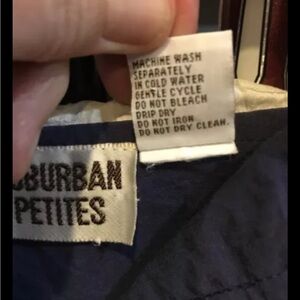 MACHINE WASH
SEPARATELY
IN COLD WATER
GENTLE CYCLE
DO NOT BLEACH
DRIP DRY
DO NOT IRON
DO NOT DRY CLEAN.
BURBAN
PETITES